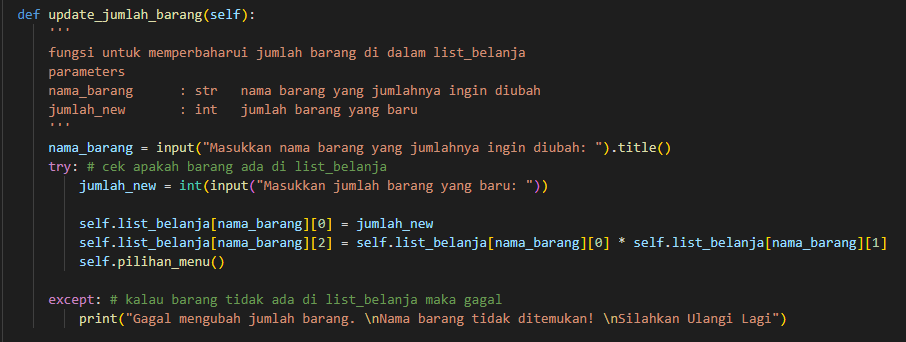 def update_jumlah_barang(self):
'''
fungsi untuk memperbaharui jumlah barang di dalam list_belanja
parameters
nama_barang      : str   nama barang yang jumlahnya ingin diubah
jumlah_new       : int   jumlah barang yang baru
'''
nama_barang = input("Masukkan nama barang yang jumlahnya ingin diubah: ").title()
try: # cek apakah barang ada di list_belanja
jumlah_new = int(input("Masukkan jumlah barang yang baru: "))
self.list_belanja[nama_barang][0] = jumlah_new
self.list_belanja[nama_barang][2] = self.list_belanja[nama_barang][0] * self.list_belanja[nama_barang][1]
self.pilihan_menu()
except: # kalau barang tidak ada di list_belanja maka gagal
print("Gagal mengubah jumlah barang. \nNama barang tidak ditemukan! \nSilahkan Ulangi Lagi")